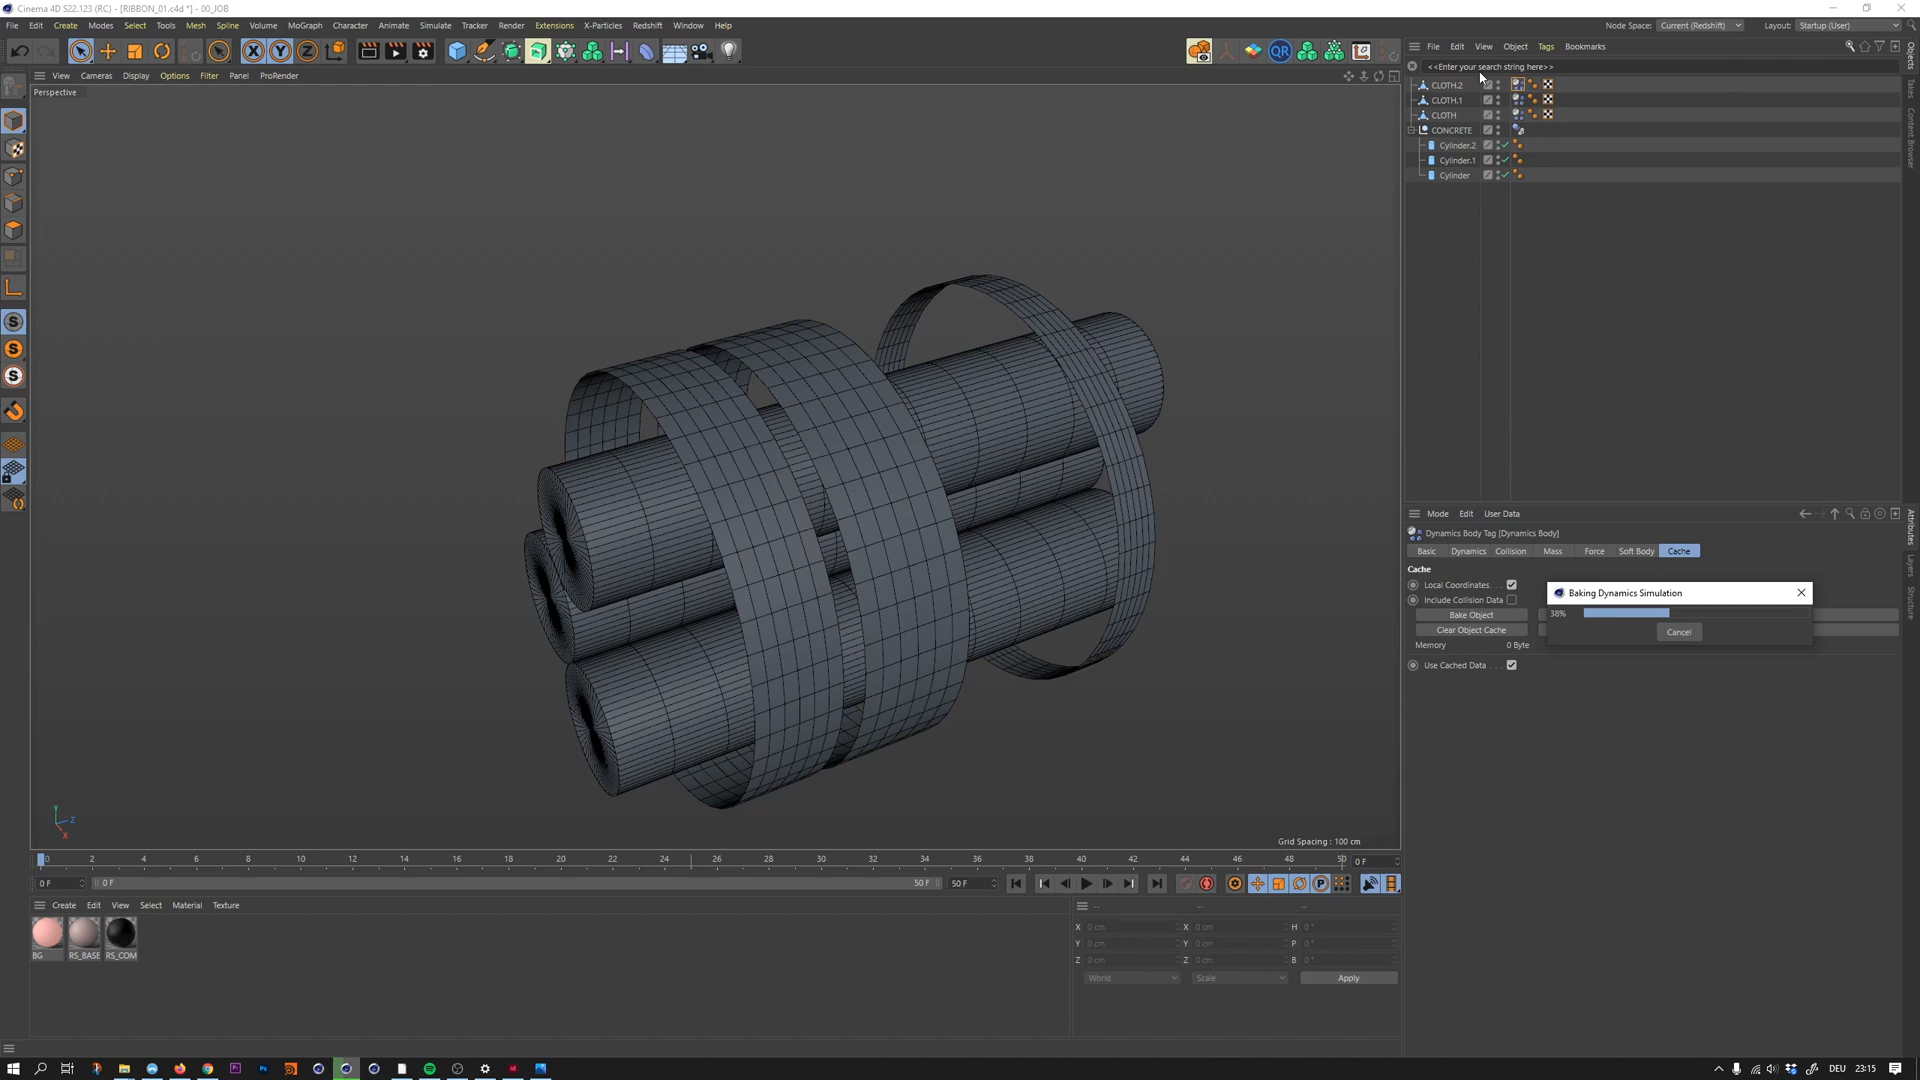 Cinema 4D S22.123 (RC) - [RIBBON_01.c4d *] - 00_JOB
File Edit Create Modes Select Tools Mesh Spline Volume MoGraph Character Animate Simulate Tracker Render Extensions X-Particles Redshift Window Help
Node Space: Current (Redshift) Layout: Startup (User)
View Cameras Display Options Filter Panel ProRender
Perspective
File Edit View Object Tags Bookmarks
<<Enter your search string here>>
CLOTH.2
CLOTH.1
CLOTH
CONCRETE
Cylinder.2
Cylinder.1
Cylinder
Objects
Takes
Content Browser
Mode Edit User Data
Dynamics Body Tag [Dynamics Body]
Basic Dynamics Collision Mass Force Soft Body Cache
Cache
Local Coordinates. . .
Include Collision Data
Bake Object
Clear Object Cache
Memory 0 Byte
Use Cached Data . . .
Baking Dynamics Simulation
38%
Cancel
Attributes
Layers
Structure
Y
Z
X
Grid Spacing : 100 cm
0 2 4 6 8 10 12 14 16 18 20 22 24 26 28 30 32 34 36 38 40 42 44 46 48 50 0 F
0 F 0 F 50 F 50 F
P
Create Edit View Select Material Texture
BG RS_BASE RS_COM
-- -- --
X 0 cm X 0 cm H 0 °
Y 0 cm Y 0 cm P 0 °
Z 0 cm Z 0 cm B 0 °
World Scale Apply
DEU 23:15